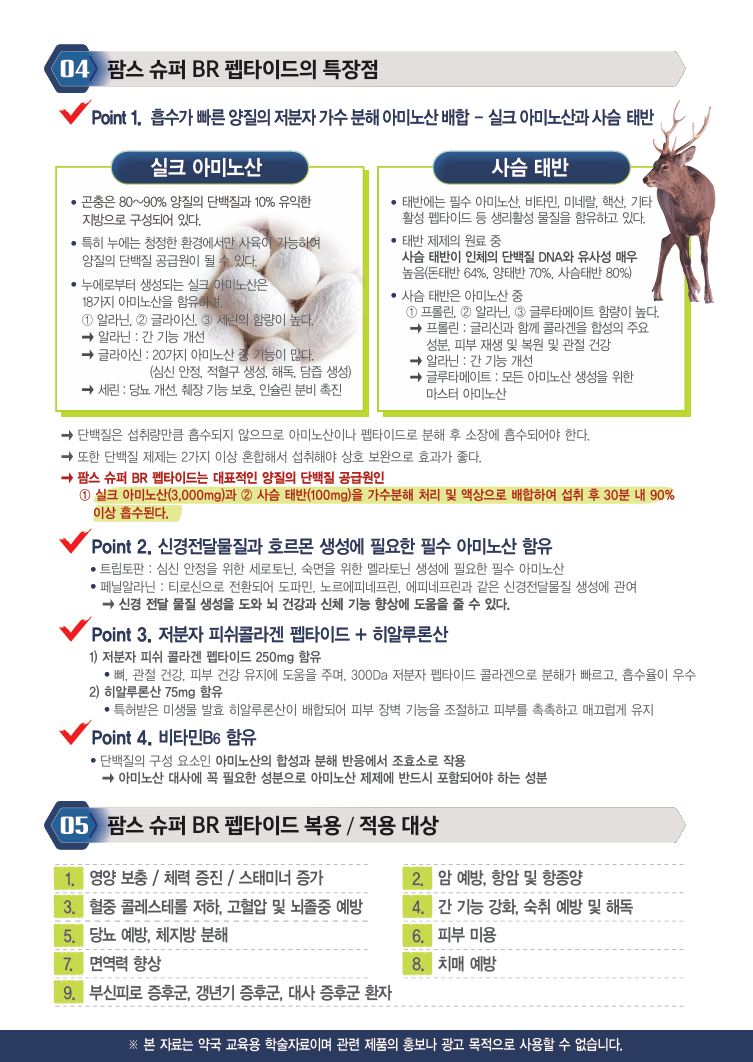 04 팜스 슈퍼 BR 펩타이드의 특장점
Point 1. 흡수가 빠른 양질의 저분자 가수 분해 아미노산 배합 - 실크 아미노산과 사슴 태반
실크 아미노산
• 곤충은 80~90% 양질의 단백질과 10% 유익한
지방으로 구성되어 있다.
• 특히 누에는 청정한 환경에서만 사육이 가능하여
양질의 단백질 공급원이 될 수 있다.
• 누에로부터 생성되는 실크 아미노산은
18가지 아미노산을 함유하며,
① 알라닌, ② 글라이신, ③ 세린의 함량이 높다.
➜ 알라닌 : 간 기능 개선
➜ 글라이신 : 20가지 아미노산 중 기능이 많다.
(심신 안정, 적혈구 생성, 해독, 담즙 생성)
➜ 세린 : 당뇨 개선, 췌장 기능 보호, 인슐린 분비 촉진
사슴 태반
• 태반에는 필수 아미노산, 비타민, 미네랄, 핵산, 기타
활성 펩타이드 등 생리활성 물질을 함유하고 있다.
• 태반 제제의 원료 중
사슴 태반이 인체의 단백질 DNA와 유사성 매우
높음(돈태반 64%, 양태반 70%, 사슴태반 80%)
• 사슴 태반은 아미노산 중
① 프롤린, ② 알라닌, ③ 글루타메이트 함량이 높다.
➜ 프롤린 : 글리신과 함께 콜라겐을 합성의 주요
성분, 피부 재생 및 복원 및 관절 건강
➜ 알라닌 : 간 기능 개선
➜ 글루타메이트 : 모든 아미노산 생성을 위한
마스터 아미노산
➜ 단백질은 섭취량만큼 흡수되지 않으므로 아미노산이나 펩타이드로 분해 후 소장에 흡수되어야 한다.
➜ 또한 단백질 제제는 2가지 이상 혼합해서 섭취해야 상호 보완으로 효과가 좋다.
➜ 팜스 슈퍼 BR 펩타이드는 대표적인 양질의 단백질 공급원인
① 실크 아미노산(3,000mg)과 ② 사슴 태반(100mg)을 가수분해 처리 및 액상으로 배합하여 섭취 후 30분 내 90%
이상 흡수된다.
Point 2. 신경전달물질과 호르몬 생성에 필요한 필수 아미노산 함유
• 트립토판 : 심신 안정을 위한 세로토닌, 숙면을 위한 멜라토닌 생성에 필요한 필수 아미노산
• 페닐알라닌 : 티로신으로 전환되어 도파민, 노르에피네프린, 에피네프린과 같은 신경전달물질 생성에 관여
➜ 신경 전달 물질 생성을 도와 뇌 건강과 신체 기능 향상에 도움을 줄 수 있다.
Point 3. 저분자 피쉬콜라겐 펩타이드 + 히알루론산
1) 저분자 피쉬 콜라겐 펩타이드 250mg 함유
• 뼈, 관절 건강, 피부 건강 유지에 도움을 주며, 300Da 저분자 펩타이드 콜라겐으로 분해가 빠르고, 흡수율이 우수
2) 히알루론산 75mg 함유
• 특허받은 미생물 발효 히알루론산이 배합되어 피부 장벽 기능을 조절하고 피부를 촉촉하고 매끄럽게 유지
Point 4. 비타민B6 함유
• 단백질의 구성 요소인 아미노산의 합성과 분해 반응에서 조효소로 작용
➜ 아미노산 대사에 꼭 필요한 성분으로 아미노산 제제에 반드시 포함되어야 하는 성분
05 팜스 슈퍼 BR 펩타이드 복용 / 적용 대상
1. 영양 보충 / 체력 증진 / 스태미너 증가
2. 암 예방, 항암 및 항종양
3. 혈중 콜레스테롤 저하, 고혈압 및 뇌졸중 예방
4. 간 기능 강화, 숙취 예방 및 해독
5. 당뇨 예방, 체지방 분해
6. 피부 미용
7. 면역력 향상
8. 치매 예방
9. 부신피로 증후군, 갱년기 증후군, 대사 증후군 환자
※ 본 자료는 약국 교육용 학술자료이며 관련 제품의 홍보나 광고 목적으로 사용할 수 없습니다.